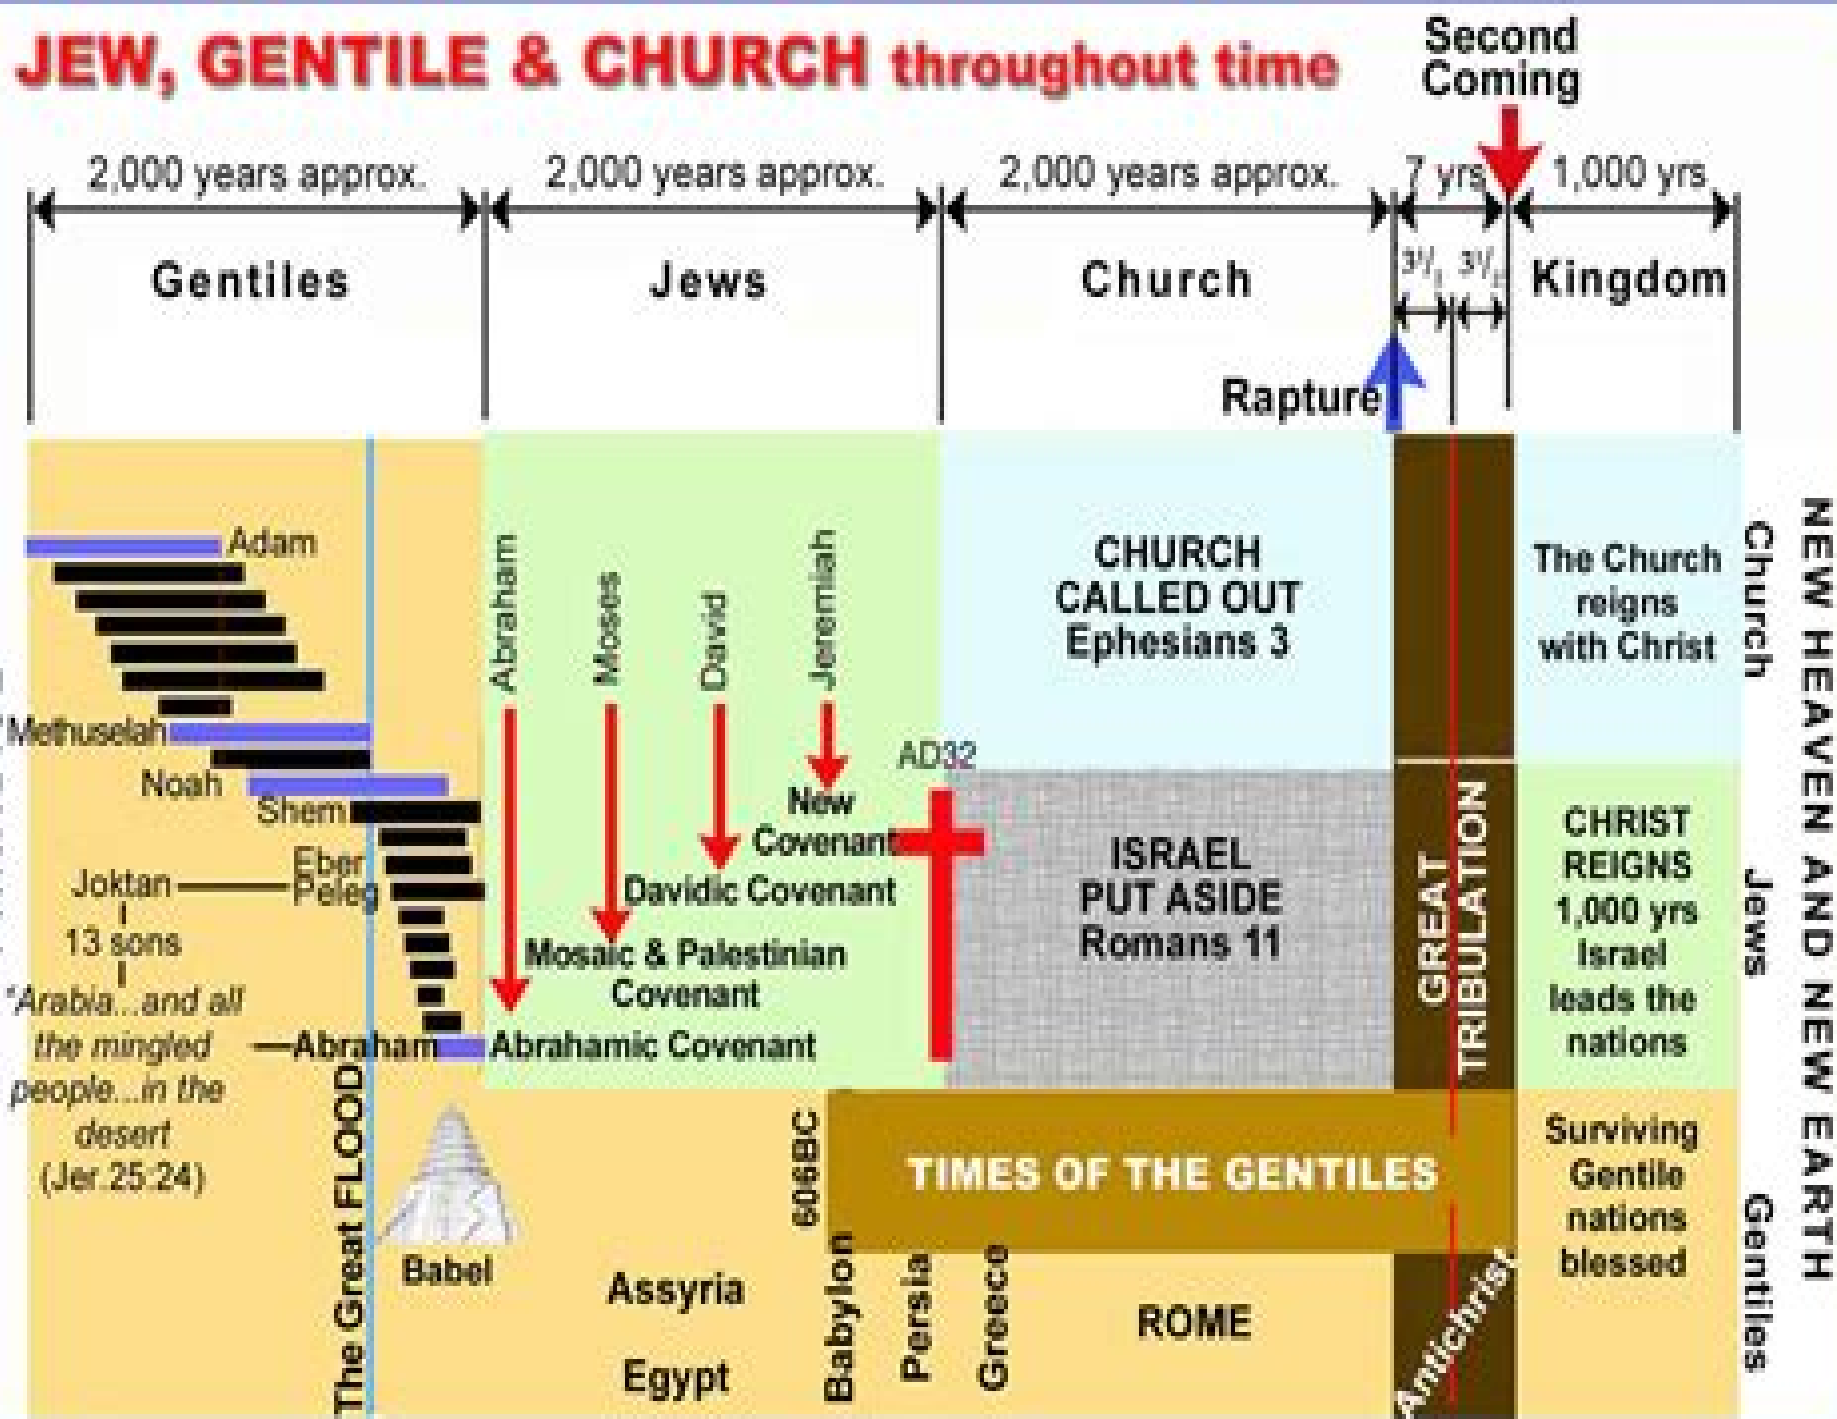 JEW, GENTILE & CHURCH throughout time
Second
Coming
2,000 years approx.
2,000 years approx.
2,000 years approx.
7 yrs
1,000 yrs
Gentiles
Jews
Church
3½
Kingdom
Rapture
Adam
Methuselah
Noah
Shem
Eber
Joktan
Peleg
13 sons
"Arabia...and all
the mingled
people...in the
desert
(Jer.25:24)
Abraham
The Great FLOOD
Babel
Abraham
Moses
David
Jeremiah
AD32
New
Covenant
Davidic Covenant
Mosaic & Palestinian
Covenant
Abrahamic Covenant
CHURCH
CALLED OUT
Ephesians 3
ISRAEL
PUT ASIDE
Romans 11
GREAT
TRIBULATION
The Church
reigns
with Christ
CHRIST
REIGNS
1,000 yrs
Israel
leads the
nations
Surviving
Gentile
nations
blessed
606BC
TIMES OF THE GENTILES
Assyria
Egypt
Babylon
Persia
Greece
ROME
Antichrist
Church
Jews
Gentiles
NEW HEAVEN AND NEW EARTH